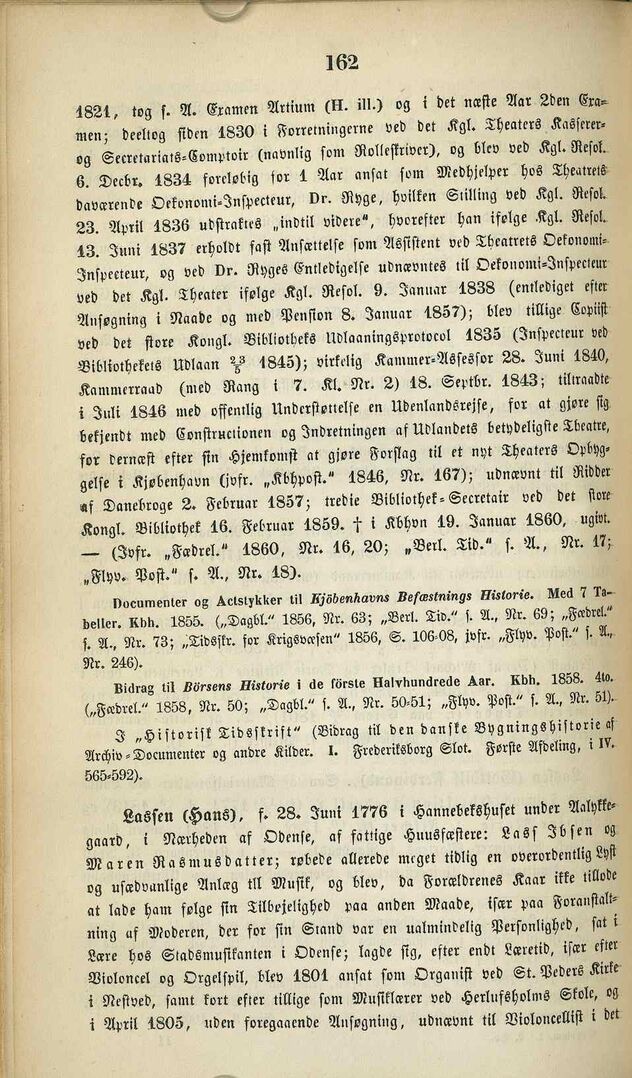 162
1821, tog s. A. Examen Artium (H. ill.) og i det næste Aar 2den Exa-
men; deeltog siden 1830 i Forretningerne ved det Kgl. Theaters Kasserer-
og Secretariats-Comptoir (navnlig som Rolleskriver), og blev ved Kgl. Resol.
6. Decbr. 1834 foreløbig for 1 Aar ansat som Medhjelper hos Theatrets
daværende Oekonomi-Inspecteur, Dr. Ryge, hvilken Stilling ved Kgl. Resol.
23. April 1836 udstraktes „indtil videre“, hvorefter han ifølge Kgl. Resol.
13. Juni 1837 erholdt fast Ansættelse som Assistent ved Theatrets Oekonomi-
Inspecteur, og ved Dr. Ryges Entledigelse udnævntes til Oekonomi-Inspecteur
ved det Kgl. Theater ifølge Kgl. Resol. 9. Januar 1838 (entlediget efter
Ansøgning i Naade og med Pension 8. Januar 1857); blev tillige Copiist
ved det store Kongl. Bibliotheks Udlaaningsprotocol 1835 (Inspecteur ved
Bibliothekets Udlaan 1845); virkelig Kammer-Assessor 28. Juni 1840,
Kammerraad (med Rang i 7. Kl. Nr. 2) 18. Septbr. 1843; tiltraadte
i Juli 1846 med offentlig Understøttelse en Udenlandsrejse, for at gjøre sig
bekjendt med Constructionen og Indretningen af Udlandets betydeligste Theatre,
for dernæst efter sin Hjemkomst at gjøre Forslag til et nyt Theaters Opbyg-
gelse i Kjøbenhavn (jvfr. „Kbhpost.“ 1846, Nr. 167); udnævnt til Ridder
af Danebroge 2. Februar 1857; tredie Bibliothek-Secretair ved det store
Kongl. Bibliothek 16. Februar 1859. † i Kbhvn 19. Januar 1860, ugivt.
— (Jvfr. „Fædrel.“ 1860, Nr. 16, 20; „Berl. Tid.“ s. A., Nr. 17;
„Flyv. Post.“ s. A., Nr. 18).
Documenter og Actstykker til Kjöbenhavns Befæstnings Historie. Med 7 Ta-
beller. Kbh. 1855. („Dagbl.“ 1856, Nr. 63; „Berl. Tid.“ s. A., Nr. 69; „Fædrel.“
s. A., Nr. 73; „Tidsskr. for Krigsvæsen“ 1856, S. 106-08, jvfr. „Flyv. Post.“ s. A.,
Nr. 246).
Bidrag til Börsens Historie i de förste Halvhundrede Aar. Kbh. 1858. 4to.
(„Fædrel.“ 1858, Nr. 50; „Dagbl.“ s. A., Nr. 50-51; „Flyv. Post.“ s. A., Nr. 51).
I „Historisk Tidsskrift“ (Bidrag til den danske Bygningshistorie af
Archiv-Documenter og andre Kilder. I. Frederiksborg Slot. Første Afdeling, i IV.
565-592).
Lassen (Hans), f. 28. Juni 1776 i Hannebekshuset under Aalykke-
gaard, i Nærheden af Odense, af fattige Huusfæstere: Lass Ibsen og
Maren Rasmusdatter; røbede allerede meget tidlig en overordentlig Lyst
og usædvanlige Anlæg til Musik, og blev, da Forældrenes Kaar ikke tillode
at lade ham følge sin Tilbøjelighed paa anden Maade, især paa Foranstalt-
ning af Moderen, der for sin Stand var en ualmindelig Personlighed, sat i
Lære hos Stadsmusikanten i Odense; lagde sig, efter endt Læretid, især efter
Violoncel og Orgelspil, blev 1801 ansat som Organist ved St. Peders Kirke
i Nestved, samt kort efter tillige som Musiklærer ved Herlufsholms Skole, og
i April 1805, uden foregaaende Ansøgning, udnævnt til Violoncellist i det